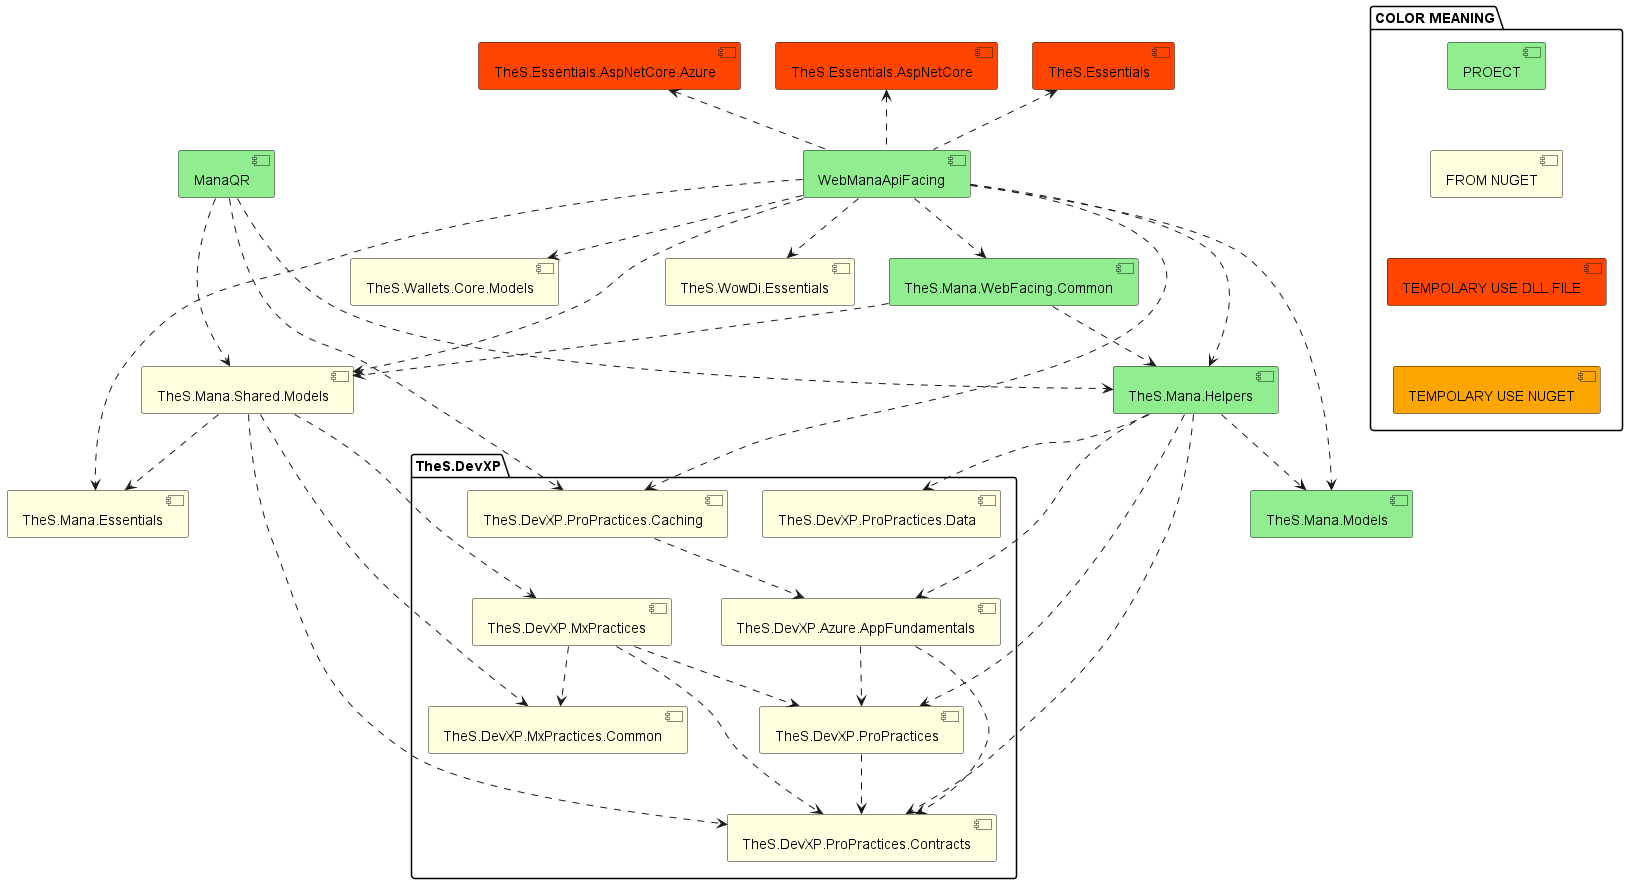 COLOR MEANING
TheS.Essentials.AspNetCore.Azure
TheS.Essentials.AspNetCore
TheS.Essentials
PROECT
ManaQR
WebManaApiFacing
FROM NUGET
TheS.Wallets.Core.Models
TheS.WowDi.Essentials
TheS.Mana.WebFacing.Common
TEMPOLARY USE DLL FILE
TheS.Mana.Shared.Models
TheS.Mana.Helpers
TEMPOLARY USE NUGET
TheS.DevXP
TheS.Mana.Essentials
TheS.DevXP.ProPractices.Caching
TheS.DevXP.ProPractices.Data
TheS.Mana.Models
TheS.DevXP.MxPractices
TheS.DevXP.Azure.AppFundamentals
TheS.DevXP.MxPractices.Common
TheS.DevXP.ProPractices
TheS.DevXP.ProPractices.Contracts